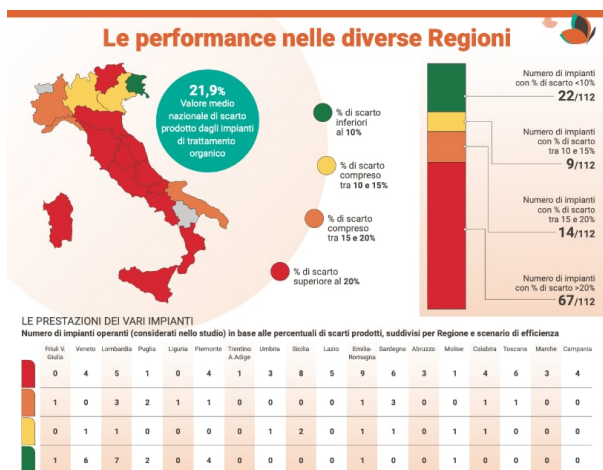 Le performance nelle diverse Regioni
21,9%
Valore medio
nazionale di scarto
prodotto dagli impianti
di trattamento
organico
% di scarto
inferiori
al 10%
% di scarto
compreso
tra 10 e 15%
% di scarto
compreso
tra 15 e 20%
% di scarto
superiore al 20%
Numero di impianti
con % di scarto <10%
22/112
Numero di impianti
con % di scarto
tra 10 e 15%
9/112
Numero di impianti
con % di scarto
tra 15 e 20%
14/112
Numero di impianti
con % di scarto >20%
67/112
LE PRESTAZIONI DEI VARI IMPIANTI
Numero di impianti operanti (considerati nello studio) in base alle percentuali di scarti prodotti, suddivisi per Regione e scenario di efficienza
Friuli V. Giulia Veneto Lombardia Puglia Liguria Piemonte Trentino A.Adige Umbria Sicilia Lazio Emilia-Romagna Sardegna Abruzzo Molise Calabria Toscana Marche Campania
0 4 5 1 0 4 1 3 8 5 9 6 3 1 4 6 3 4
1 0 3 2 1 1 0 0 0 0 1 3 0 0 1 1 0 0
0 1 1 0 0 0 0 1 2 0 1 1 0 1 1 0 0 0
1 6 7 2 0 4 0 0 0 0 1 0 0 1 0 0 0 0